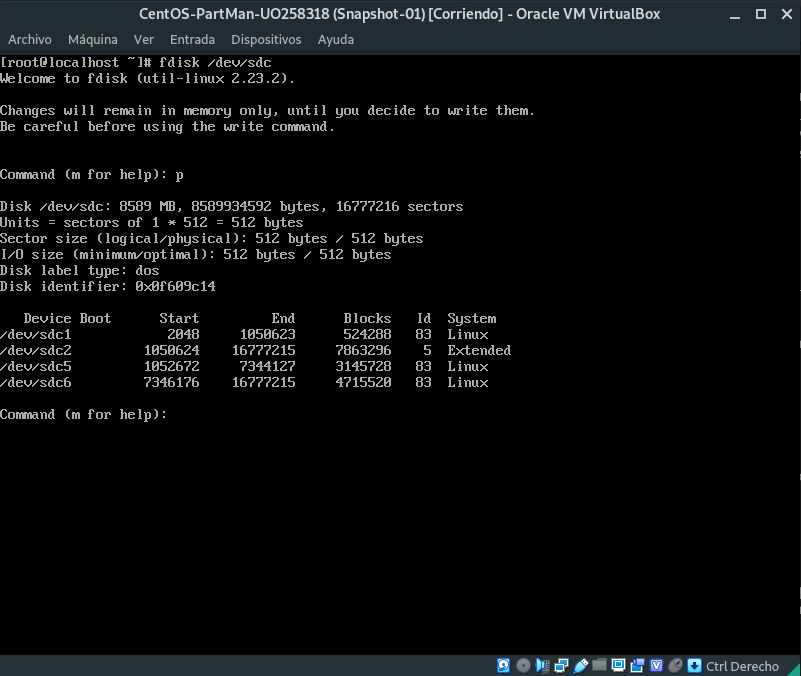 CentOS-PartMan-UO258318 (Snapshot-01) [Corriendo] - Oracle VM VirtualBox
Archivo Máquina Ver Entrada Dispositivos Ayuda
[root@localhost ~]# fdisk /dev/sdc
Welcome to fdisk (util-linux 2.23.2).
Changes will remain in memory only, until you decide to write them.
Be careful before using the write command.
Command (m for help): p
Disk /dev/sdc: 8589 MB, 8589934592 bytes, 16777216 sectors
Units = sectors of 1 * 512 = 512 bytes
Sector size (logical/physical): 512 bytes / 512 bytes
I/O size (minimum/optimal): 512 bytes / 512 bytes
Disk label type: dos
Disk identifier: 0x0f609c14
Device Boot Start End Blocks Id System
/dev/sdc1 2048 1050623 524288 83 Linux
/dev/sdc2 1050624 16777215 7863296 5 Extended
/dev/sdc5 1052672 7344127 3145728 83 Linux
/dev/sdc6 7346176 16777215 4715520 83 Linux
Command (m for help):
Ctrl Derecho